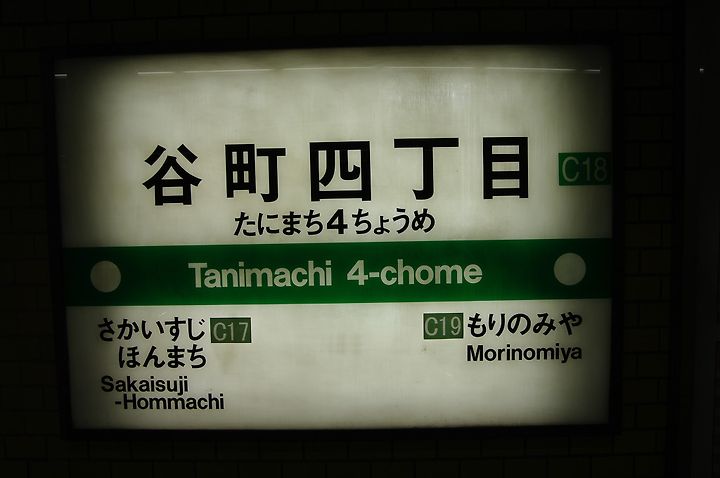 谷町四丁目 C18
たにまち4ちょうめ
Tanimachi 4-chome
さかいすじ C17
ほんまち
Sakaisuji
-Hommachi
C19 もりのみや
Morinomiya